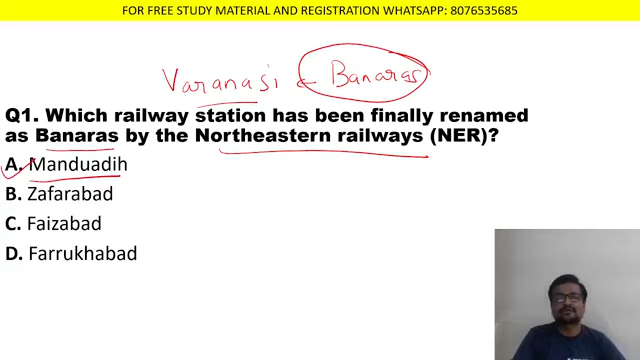 FOR FREE STUDY MATERIAL AND REGISTRATION WHATSAPP: 8076535685
Varanasi ← Banaras
Q1. Which railway station has been finally renamed
as Banaras by the Northeastern railways (NER)?
A. Manduadih
B. Zafarabad
C. Faizabad
D. Farrukhabad